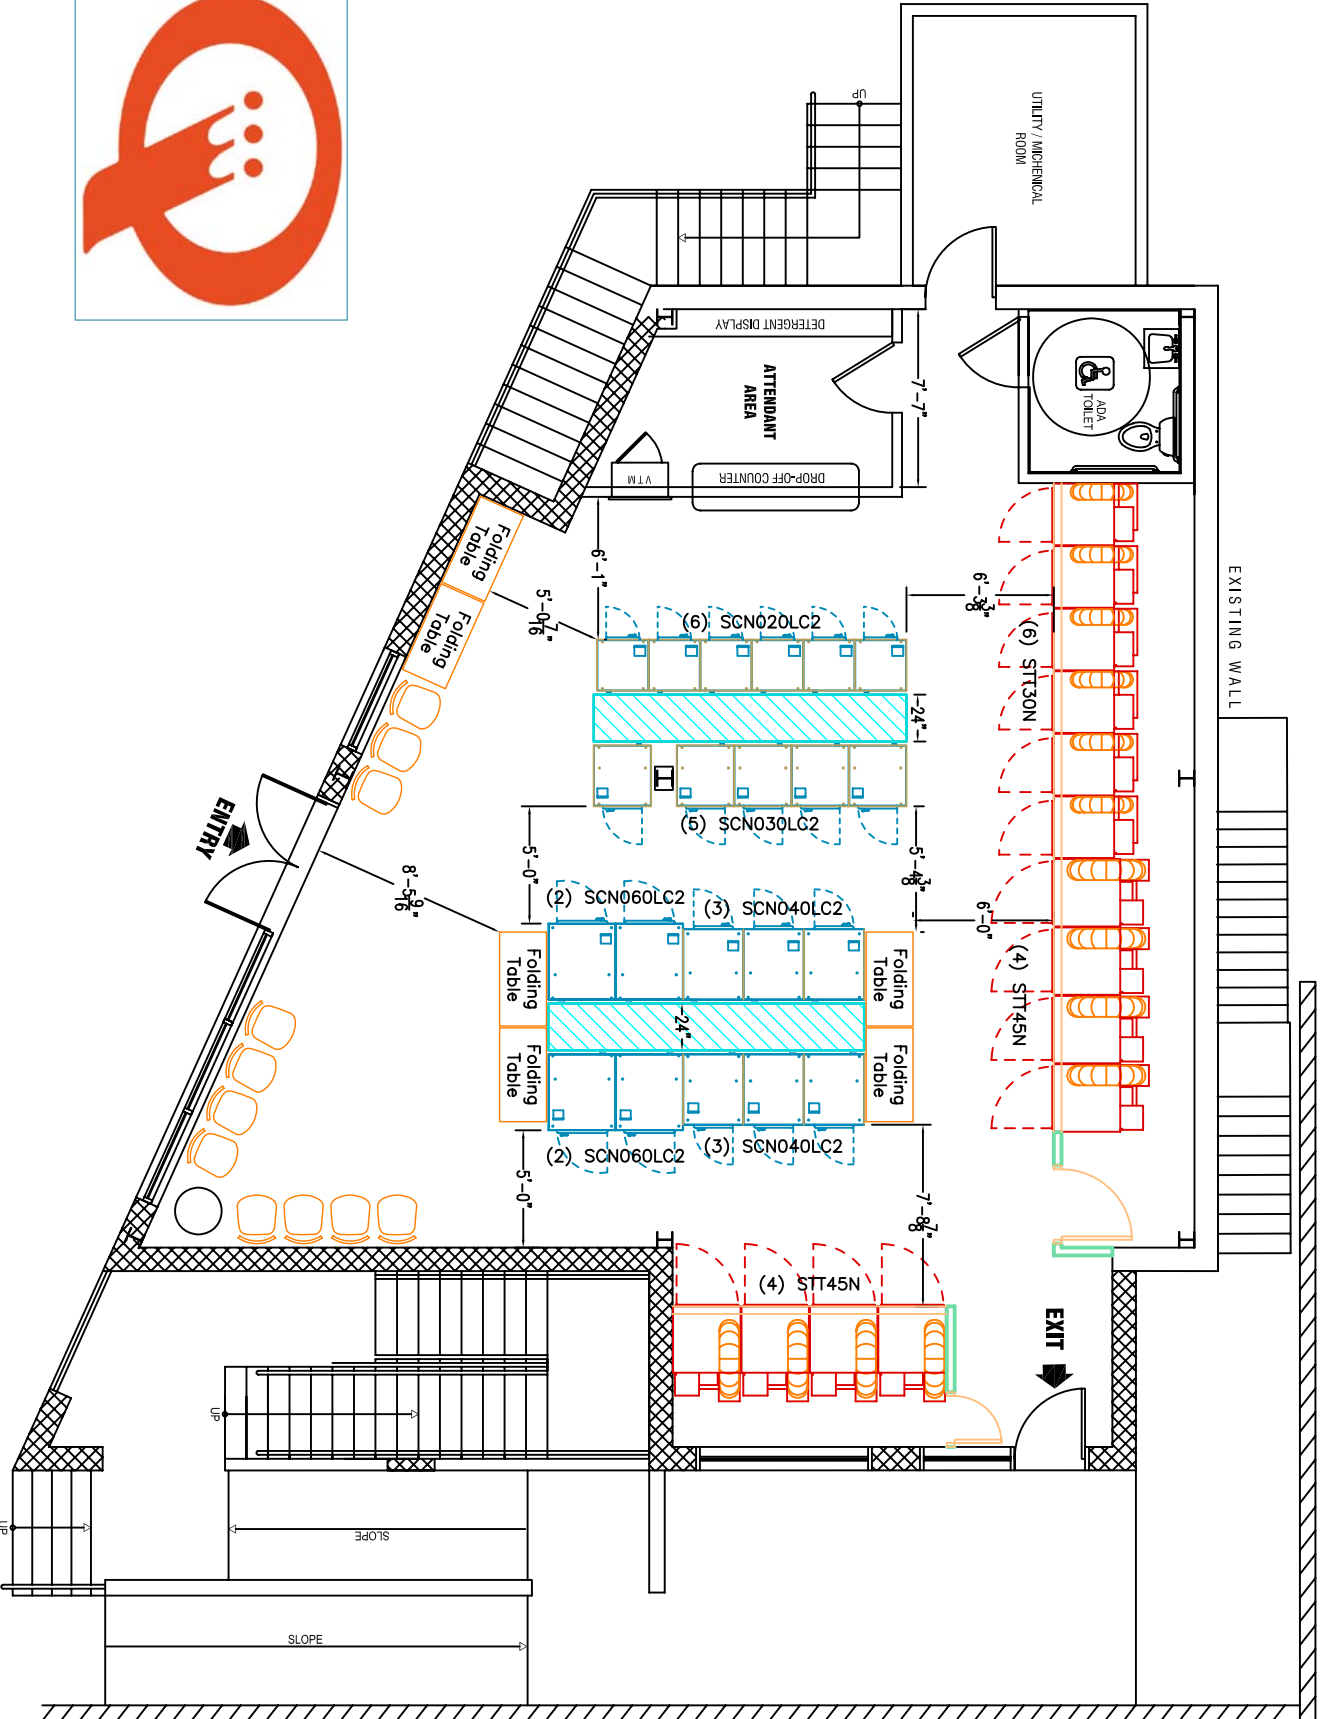 UP
UTILITY / MICHENICAL
ROOM
DETERGENT DISPLAY
ATTENDANT
AREA
7'-7"
ADA
TOILET
VTM
DROP-OFF COUNTER
EXISTING WALL
Folding
Table
Folding
Table
6'-1"
5'-0 7/16"
6'-3 3/8"
(6) SCN020LC2
(6) STT30N
24"
(5) SCN030LC2
ENTRY
8'-5 9/16"
5'-0"
5'-4 3/8"
6'-0"
(2) SCN060LC2
(3) SCN040LC2
(4) STT45N
Folding
Table
Folding
Table
24"
Folding
Table
Folding
Table
(2) SCN060LC2
(3) SCN040LC2
5'-0"
7'-8 7/8"
(4) STT45N
EXIT
UP
UP
SLOPE
SLOPE